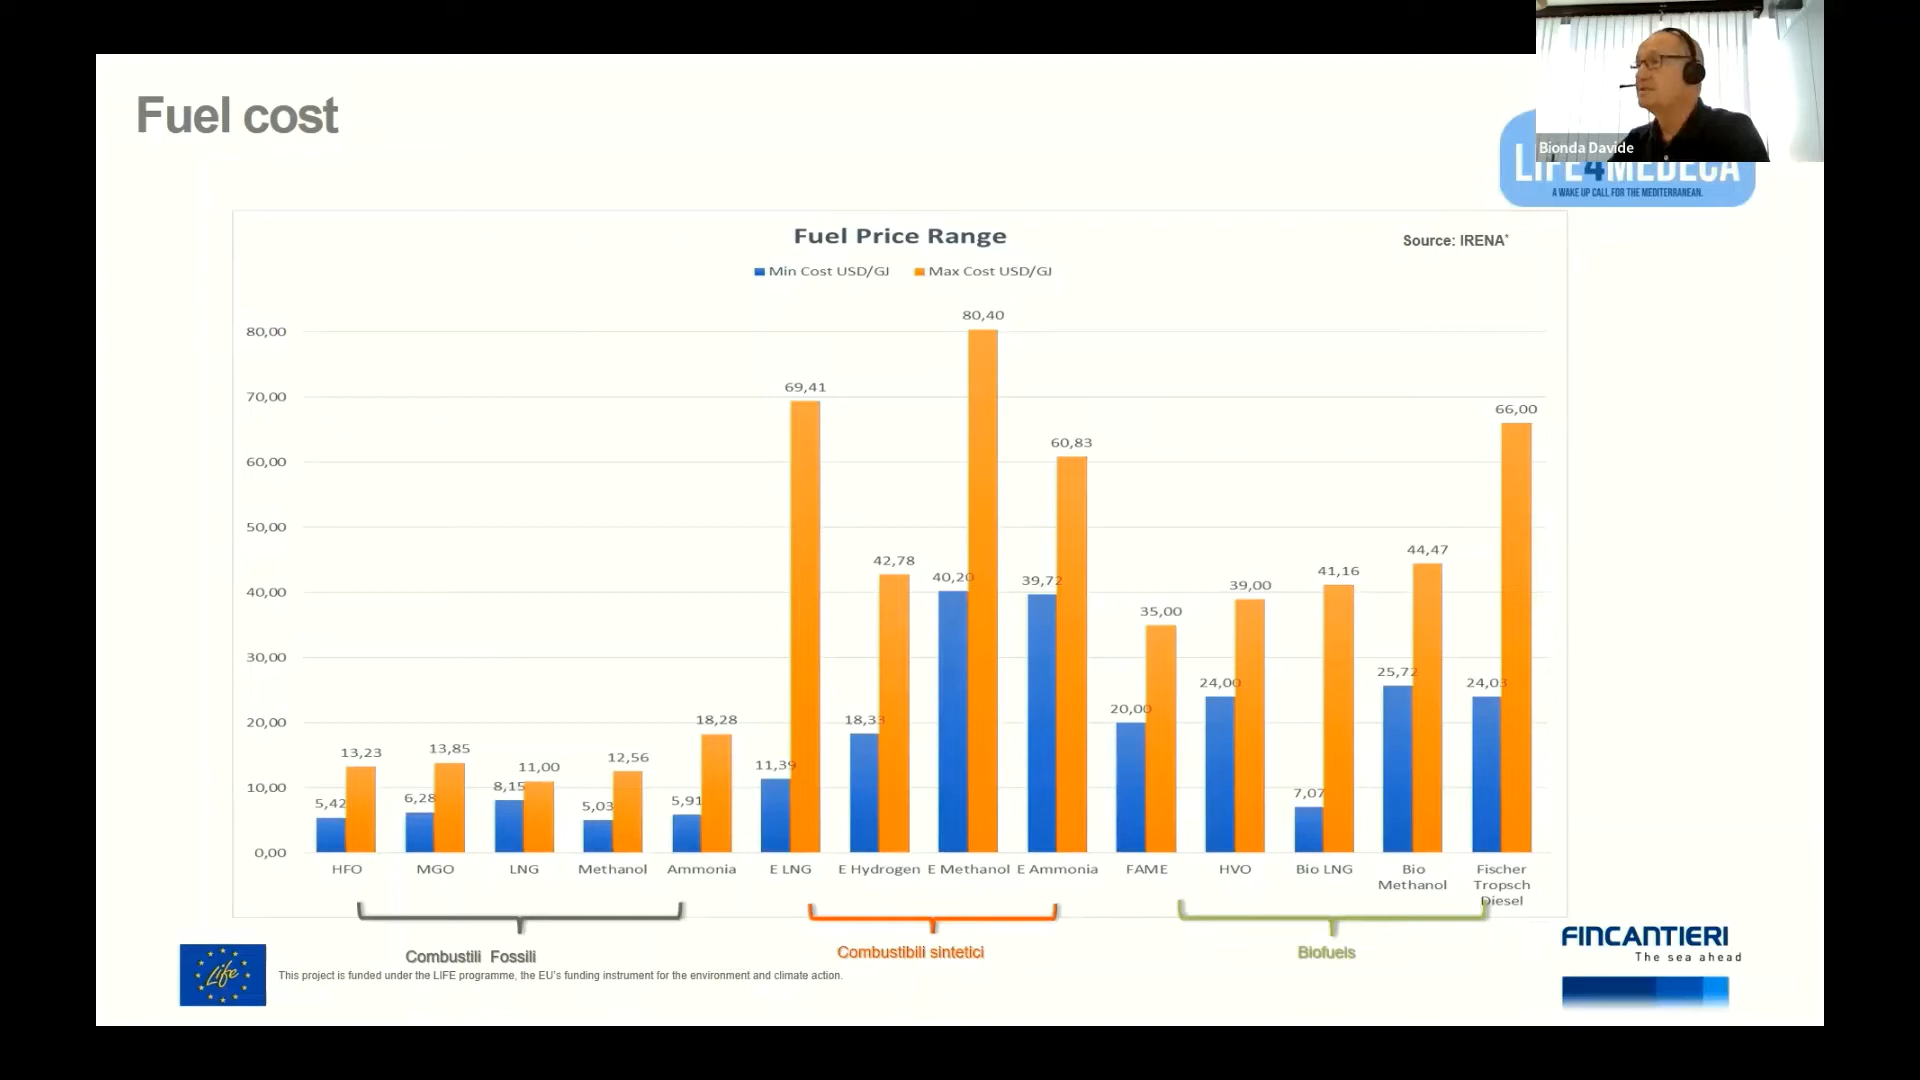 Bionda Davide
Fuel cost
LIFE4MEDECA
A WAKE UP CALL FOR THE MEDITERRANEAN.
Fuel Price Range
Source: IRENA*
Min Cost USD/GJ Max Cost USD/GJ
80,00
70,00
60,00
50,00
40,00
30,00
20,00
10,00
0,00
5,42 13,23
6,28 13,85
8,15 11,00
5,03 12,56
5,91 18,28
11,39 69,41
18,33 42,78
40,20 80,40
39,72 60,83
20,00 35,00
24,00 39,00
7,07 41,16
25,72 44,47
24,03 66,00
HFO MGO LNG Methanol Ammonia E LNG E Hydrogen E Methanol E Ammonia FAME HVO Bio LNG Bio Methanol Fischer Tropsch Diesel
Combustili Fossili
Combustibili sintetici
Biofuels
life
This project is funded under the LIFE programme, the EU's funding instrument for the environment and climate action.
FINCANTIERI
The sea ahead